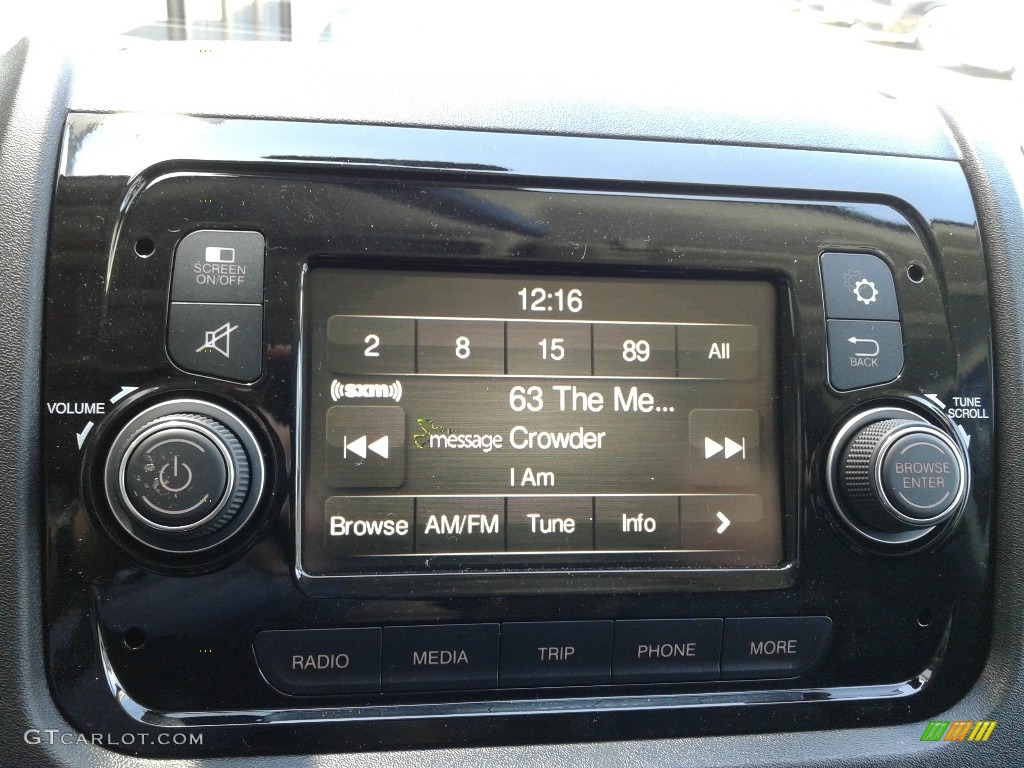 SCREEN
ON/OFF
12:16
2 8 15 89 All
sxm
63 The Me...
message Crowder
I Am
Browse AM/FM Tune Info
BACK
VOLUME
TUNE
SCROLL
BROWSE
ENTER
RADIO MEDIA TRIP PHONE MORE
GTCARLOT.COM